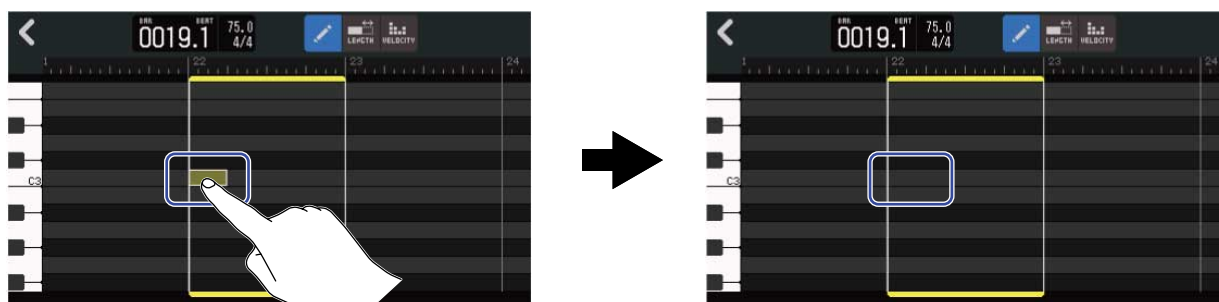 BAR BEAT
0019.1 75.0
4/4
LENGTH VELOCITY
1 22 23 24
C3
BAR BEAT
0019.1 75.0
4/4
LENGTH VELOCITY
1 22 23 24
C3